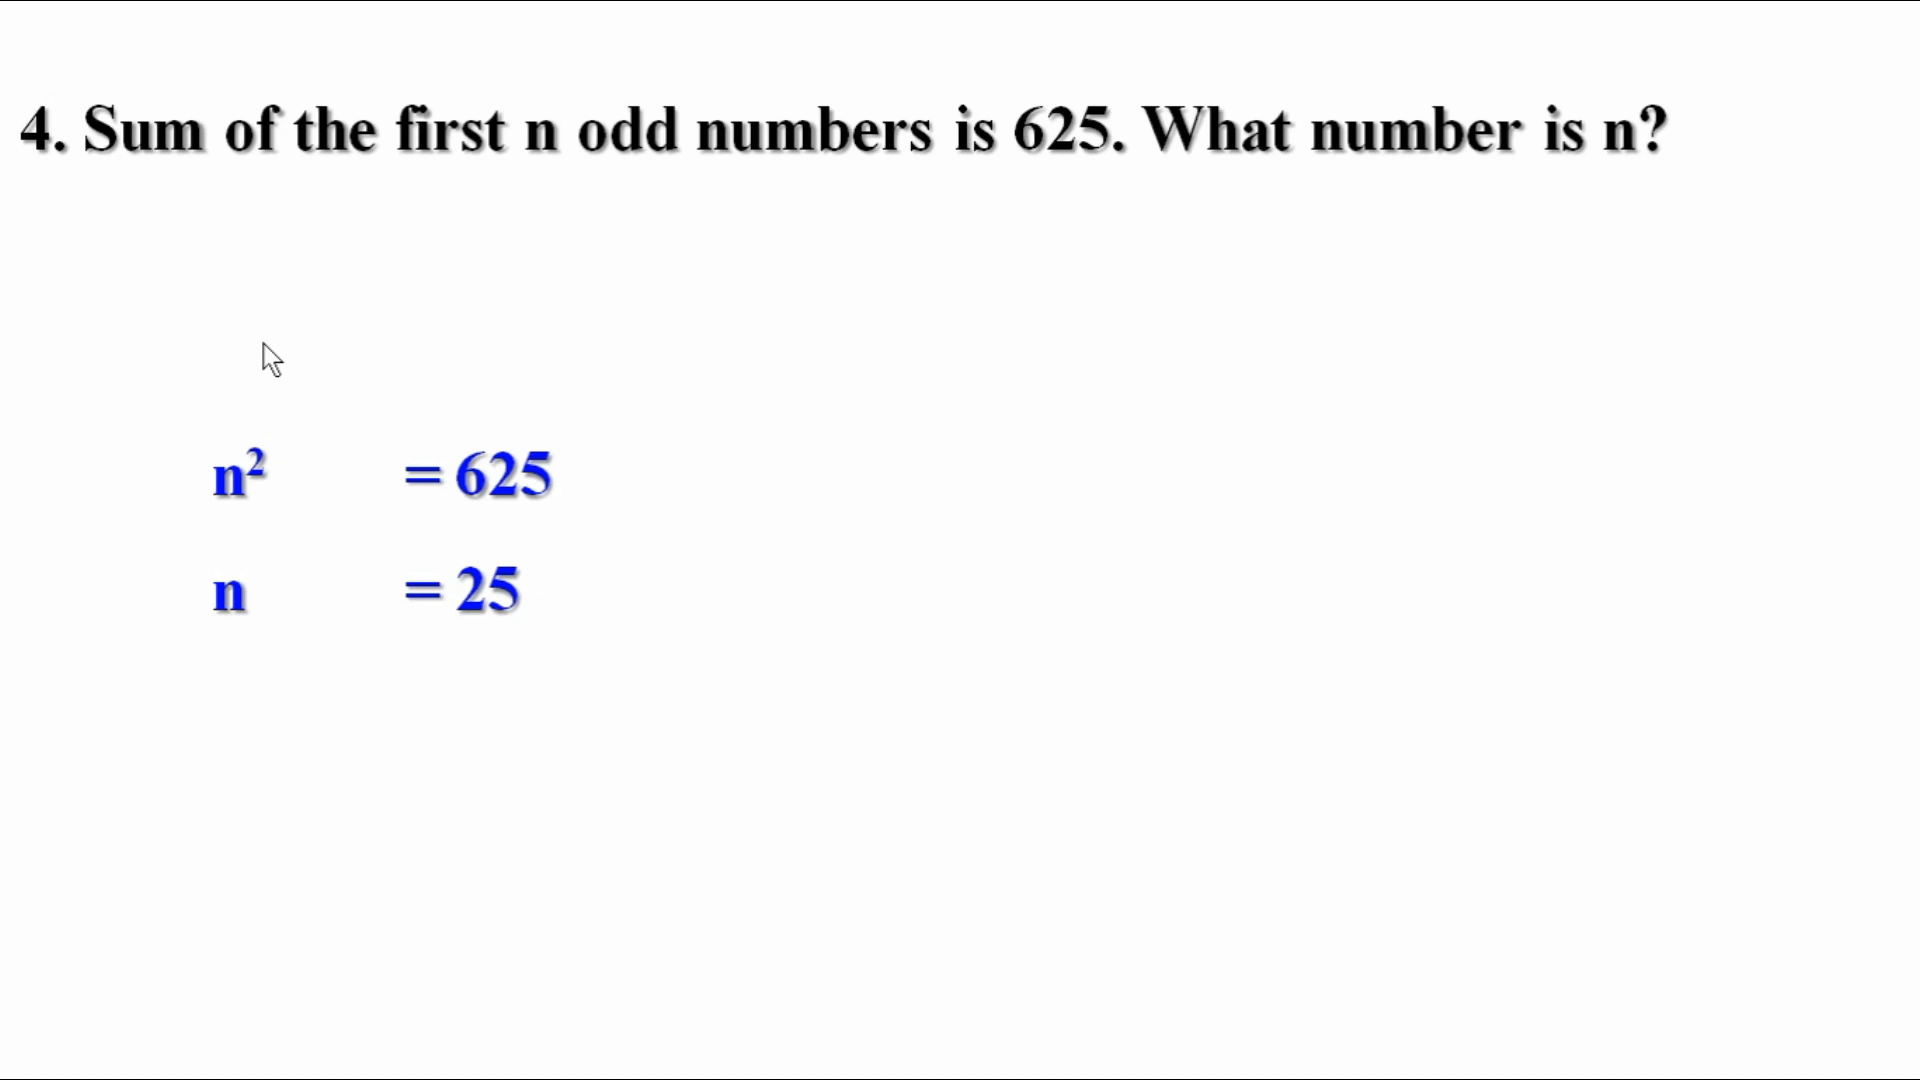 4. Sum of the first n odd numbers is 625. What number is n?
n² = 625
n = 25